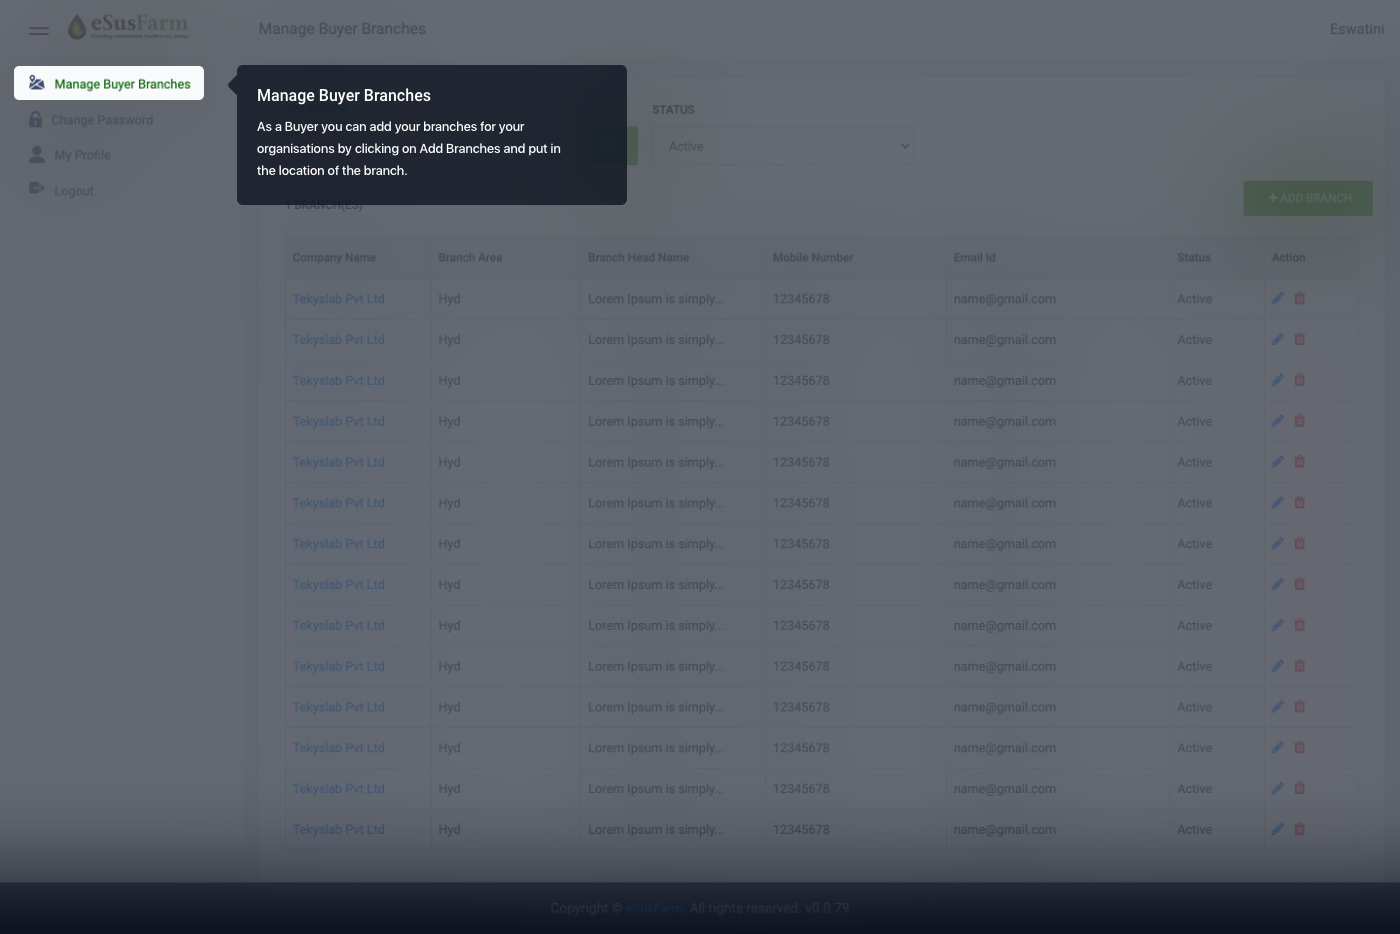 eSusFarm
Manage Buyer Branches
Eswatini
Manage Buyer Branches
Change Password
My Profile
Logout
Manage Buyer Branches
As a Buyer you can add your branches for your
organisations by clicking on Add Branches and put in
the location of the branch.
STATUS
Active
1 BRANCH(ES)
ADD BRANCH
Company Name Branch Area Branch Head Name Mobile Number Email Id Status Action
Tekyslab Pvt Ltd Hyd Lorem Ipsum is simply... 12345678 name@gmail.com Active
Tekyslab Pvt Ltd Hyd Lorem Ipsum is simply... 12345678 name@gmail.com Active
Tekyslab Pvt Ltd Hyd Lorem Ipsum is simply... 12345678 name@gmail.com Active
Tekyslab Pvt Ltd Hyd Lorem Ipsum is simply... 12345678 name@gmail.com Active
Tekyslab Pvt Ltd Hyd Lorem Ipsum is simply... 12345678 name@gmail.com Active
Tekyslab Pvt Ltd Hyd Lorem Ipsum is simply... 12345678 name@gmail.com Active
Tekyslab Pvt Ltd Hyd Lorem Ipsum is simply... 12345678 name@gmail.com Active
Tekyslab Pvt Ltd Hyd Lorem Ipsum is simply... 12345678 name@gmail.com Active
Tekyslab Pvt Ltd Hyd Lorem Ipsum is simply... 12345678 name@gmail.com Active
Tekyslab Pvt Ltd Hyd Lorem Ipsum is simply... 12345678 name@gmail.com Active
Tekyslab Pvt Ltd Hyd Lorem Ipsum is simply... 12345678 name@gmail.com Active
Tekyslab Pvt Ltd Hyd Lorem Ipsum is simply... 12345678 name@gmail.com Active
Tekyslab Pvt Ltd Hyd Lorem Ipsum is simply... 12345678 name@gmail.com Active
Tekyslab Pvt Ltd Hyd Lorem Ipsum is simply... 12345678 name@gmail.com Active
Copyright © eSusFarm. All rights reserved. v0.0.79